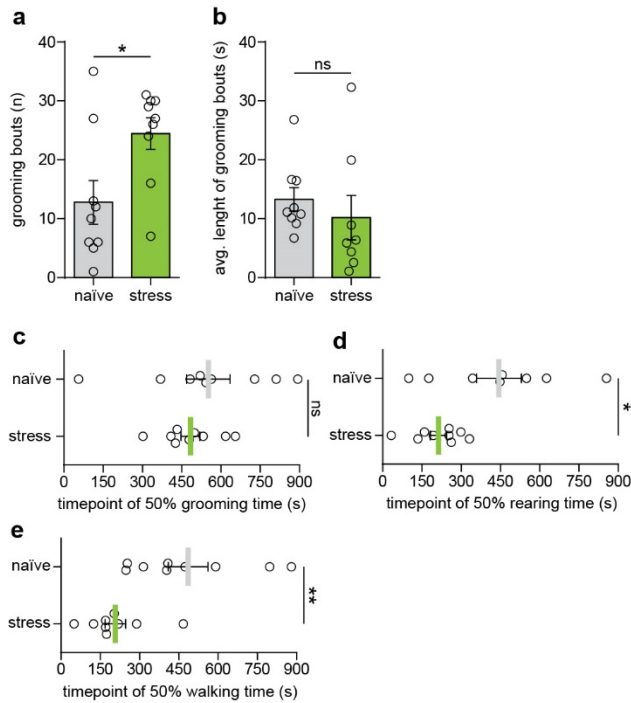 a
grooming bouts (n)
40
30
20
10
0
*
naïve
stress
b
avg. lenght of grooming bouts (s)
40
30
20
10
0
ns
naïve
stress
c
naïve
stress
ns
0 150 300 450 600 750 900
timepoint of 50% grooming time (s)
d
naïve
stress
*
0 150 300 450 600 750 900
timepoint of 50% rearing time (s)
e
naïve
stress
**
0 150 300 450 600 750 900
timepoint of 50% walking time (s)